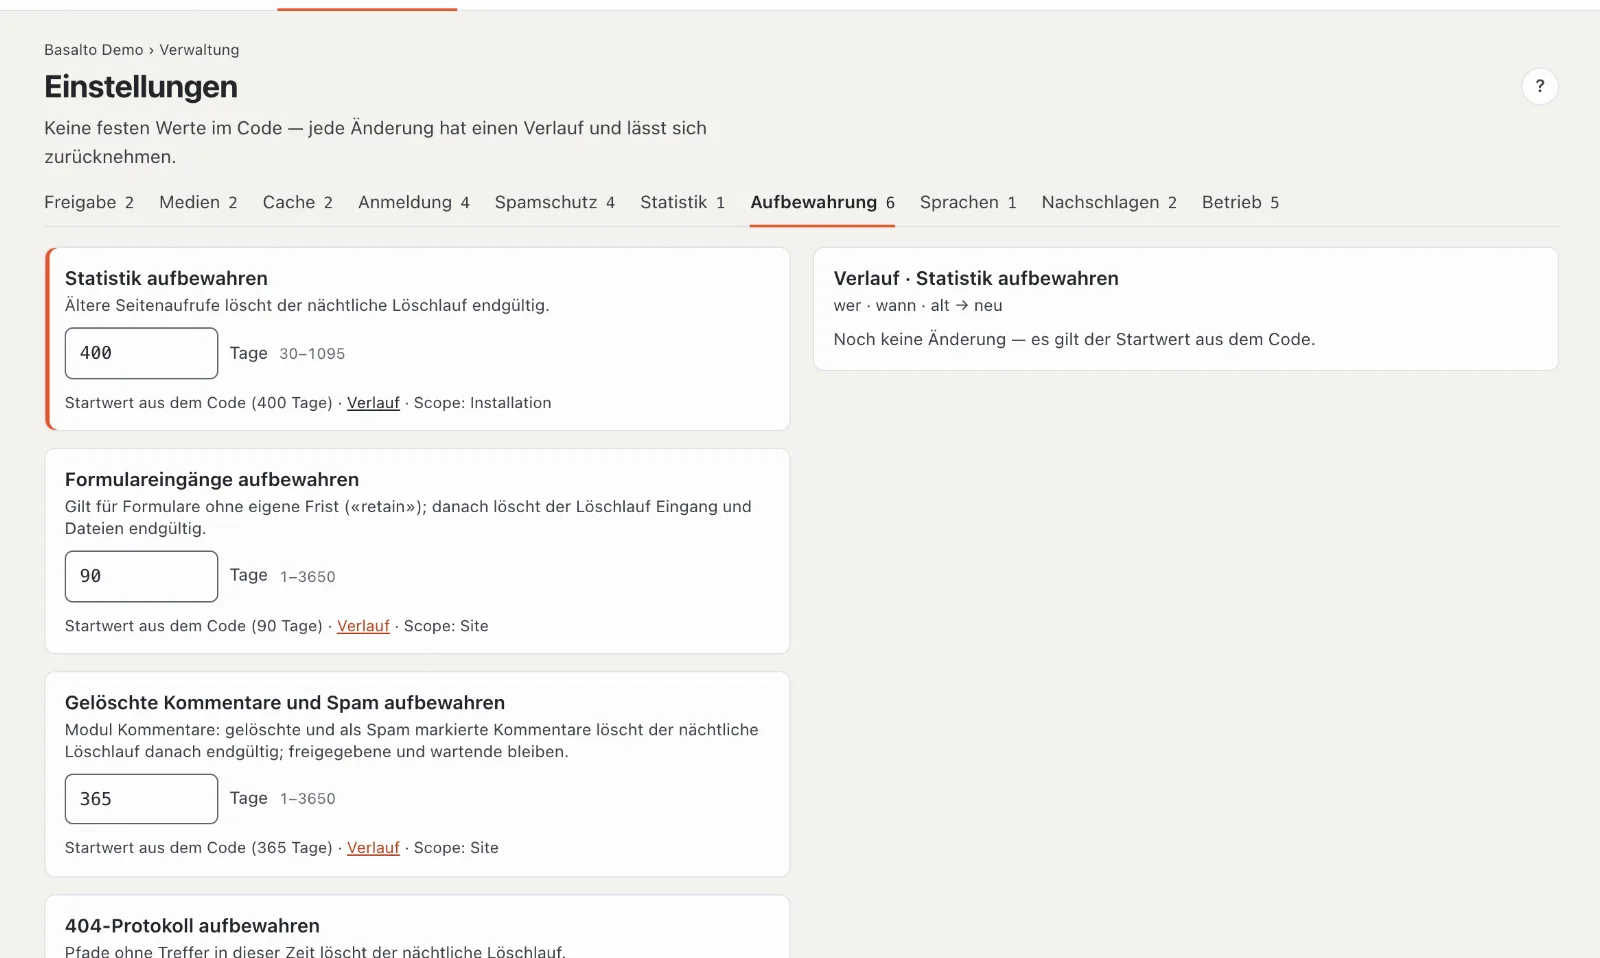 Basalto Demo › Verwaltung
Einstellungen
?
Keine festen Werte im Code — jede Änderung hat einen Verlauf und lässt sich
zurücknehmen.
Freigabe 2 Medien 2 Cache 2 Anmeldung 4 Spamschutz 4 Statistik 1 Aufbewahrung 6 Sprachen 1 Nachschlagen 2 Betrieb 5
Statistik aufbewahren
Ältere Seitenaufrufe löscht der nächtliche Löschlauf endgültig.
400 Tage 30–1095
Startwert aus dem Code (400 Tage) · Verlauf · Scope: Installation
Formulareingänge aufbewahren
Gilt für Formulare ohne eigene Frist («retain»); danach löscht der Löschlauf Eingang und
Dateien endgültig.
90 Tage 1–3650
Startwert aus dem Code (90 Tage) · Verlauf · Scope: Site
Gelöschte Kommentare und Spam aufbewahren
Modul Kommentare: gelöschte und als Spam markierte Kommentare löscht der nächtliche
Löschlauf danach endgültig; freigegebene und wartende bleiben.
365 Tage 1–3650
Startwert aus dem Code (365 Tage) · Verlauf · Scope: Site
404-Protokoll aufbewahren
Pfade ohne Treffer in dieser Zeit löscht der nächtliche Löschlauf.
Verlauf · Statistik aufbewahren
wer · wann · alt → neu
Noch keine Änderung — es gilt der Startwert aus dem Code.